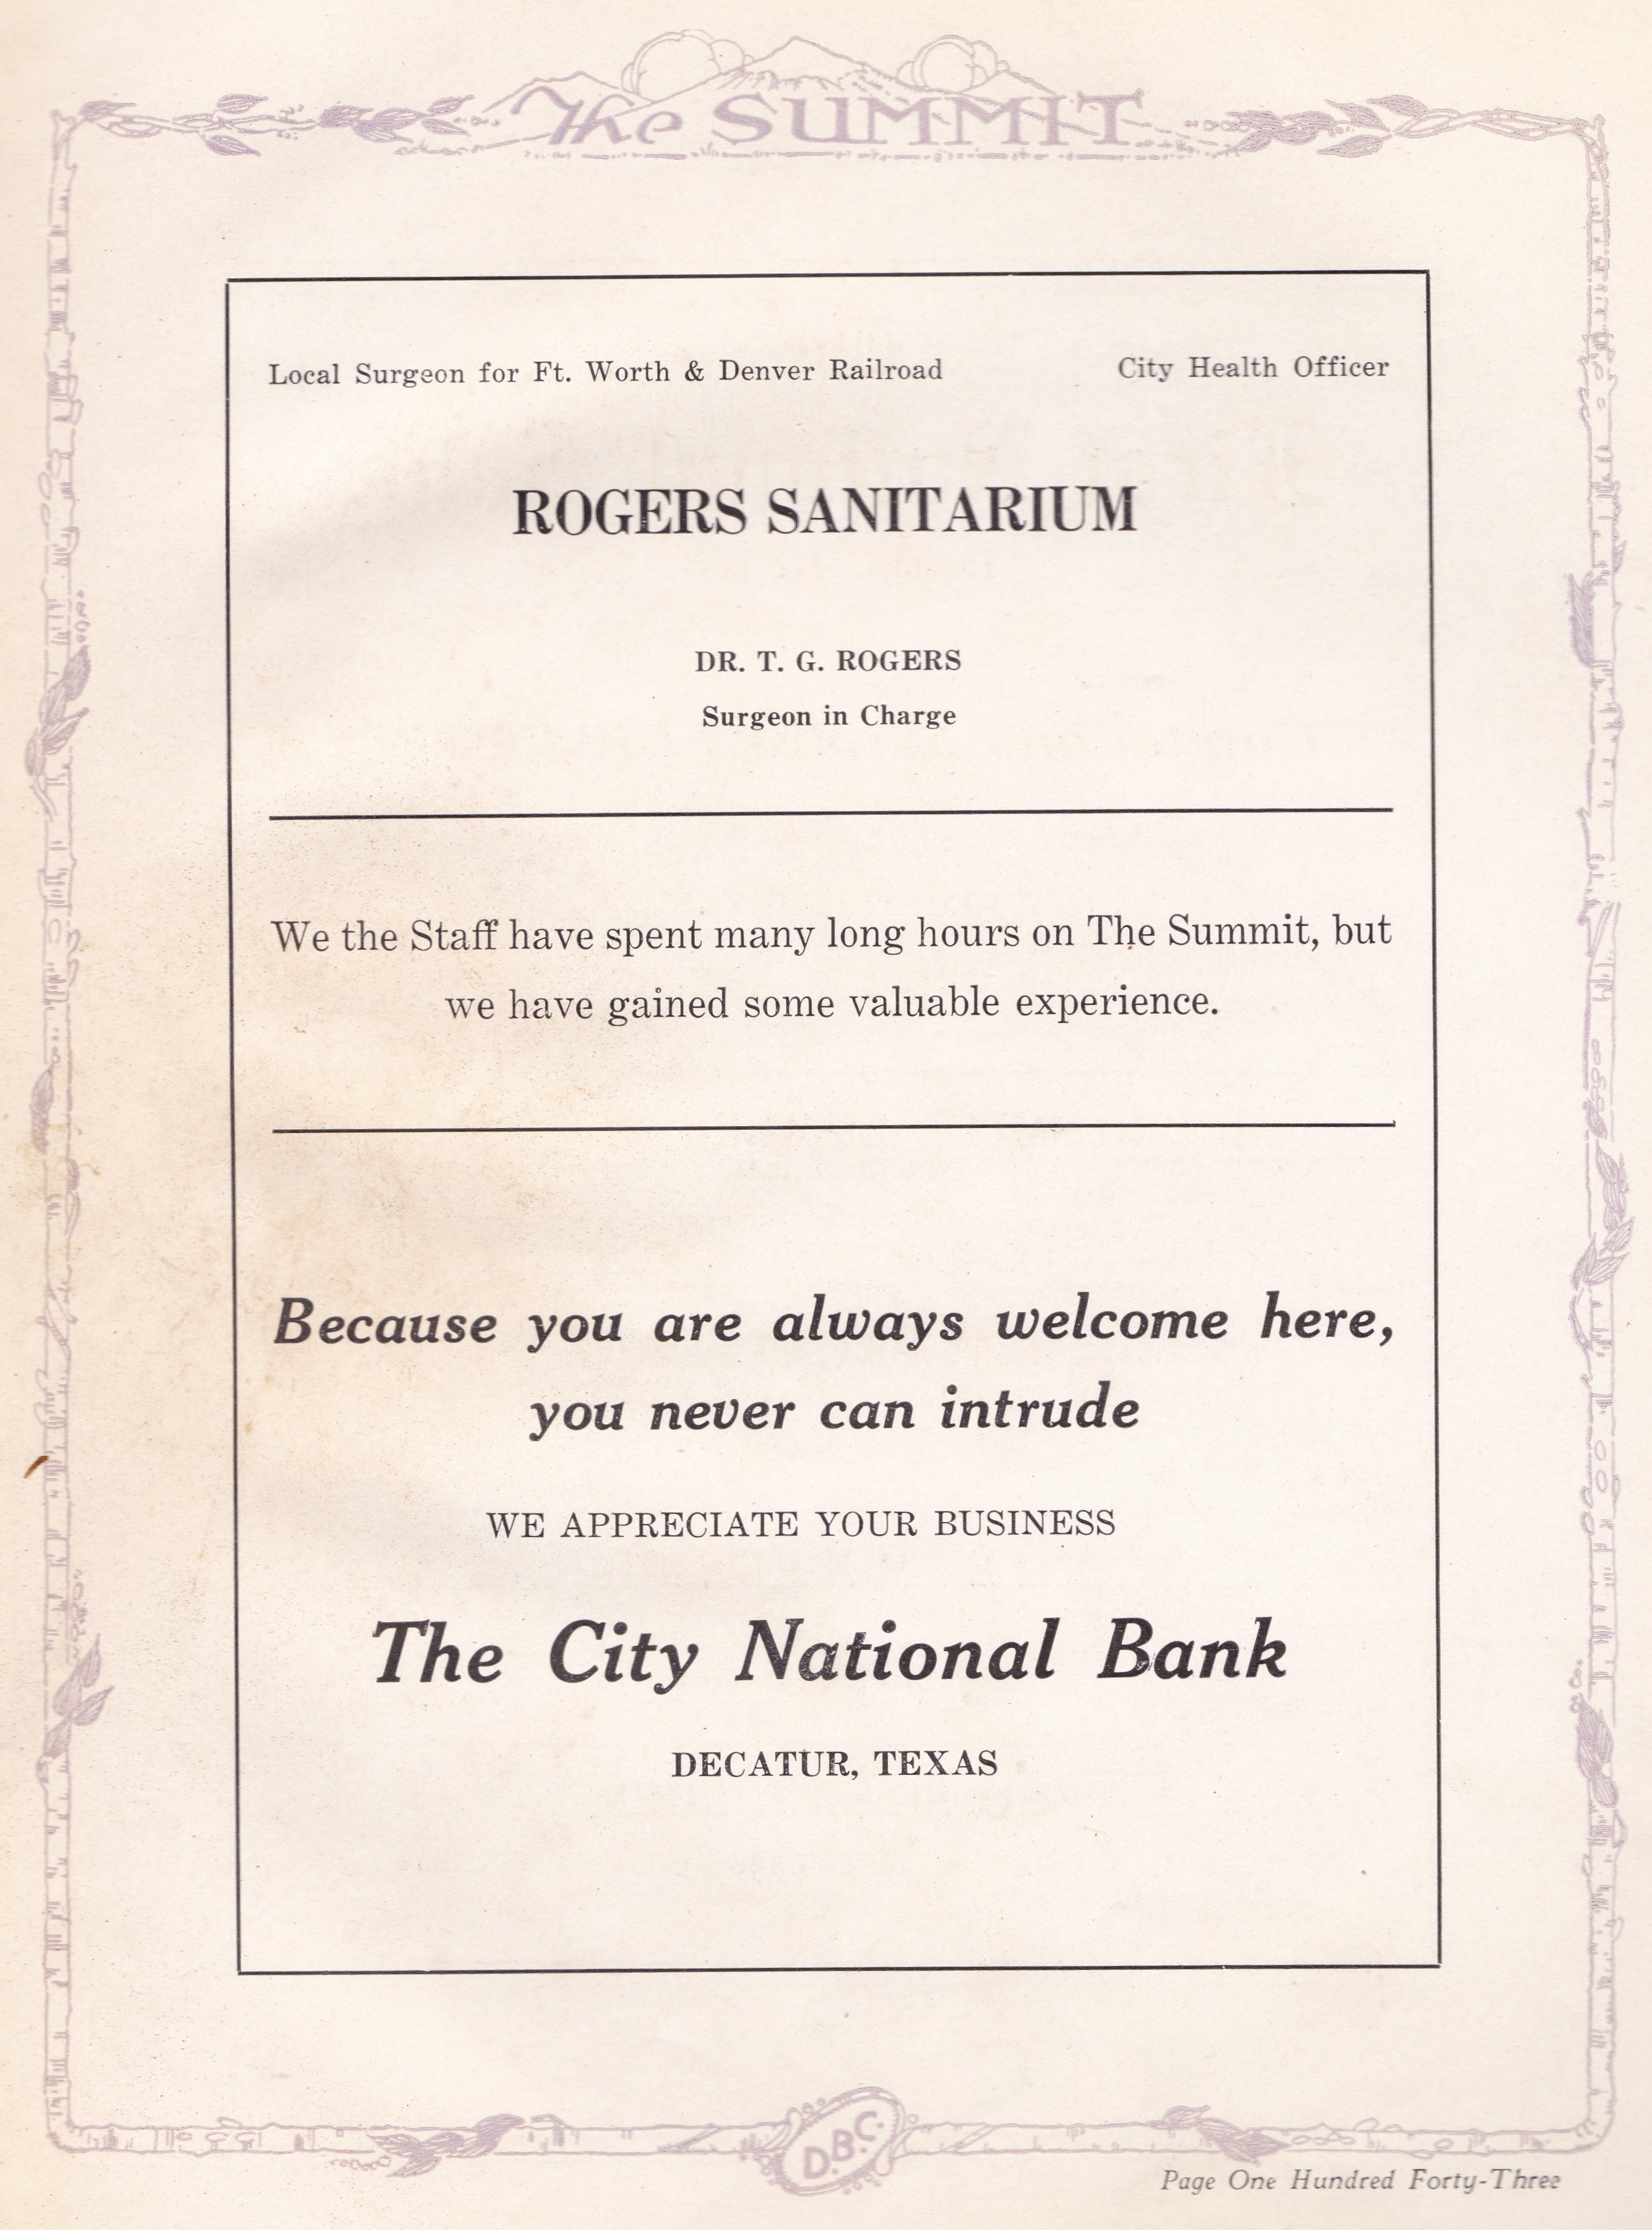 The SUMMIT
Local Surgeon for Ft. Worth & Denver Railroad City Health Officer
ROGERS SANITARIUM
DR. T. G. ROGERS
Surgeon in Charge
We the Staff have spent many long hours on The Summit, but
we have gained some valuable experience.
Because you are always welcome here,
you never can intrude
WE APPRECIATE YOUR BUSINESS
The City National Bank
DECATUR, TEXAS
D.B.C.
Page One Hundred Forty-Three